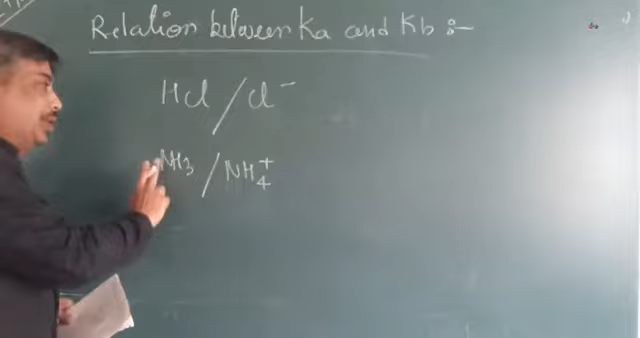 Relation between Ka and Kb :-
HCl / Cl⁻
NH₃ / NH₄⁺